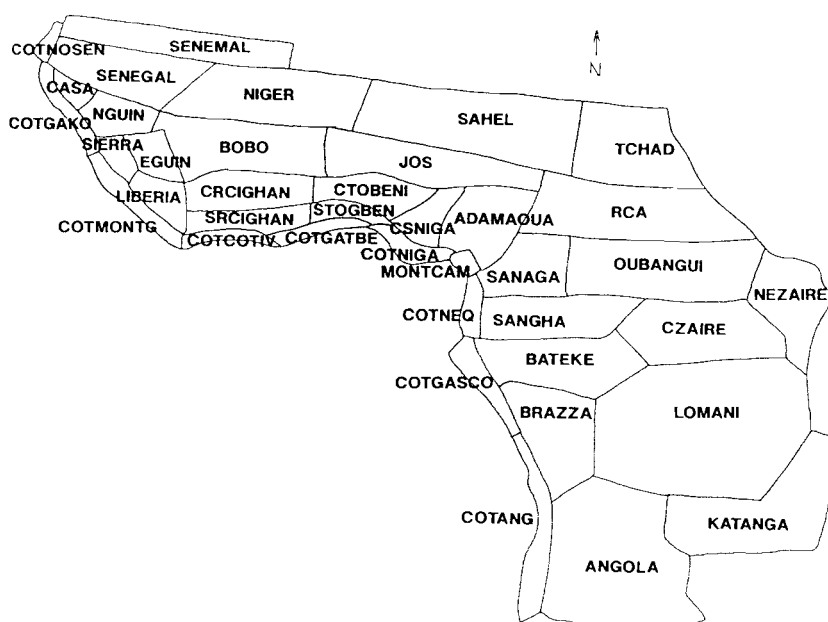 SENEMAL
COTNOSEN
SENEGAL
CASA
NIGER
N
COTGAKO
NGUIN
SAHEL
SIERRA
EGUIN
BOBO
JOS
TCHAD
LIBERIA
CRCIGHAN
CTOBENI
COTMONTG
SRCIGHAN
STOGBEN
ADAMAOUA
RCA
COTCOTIV
COTGATBE
CSNIGA
COTNIGA
MONTCAM
SANAGA
OUBANGUI
NEZAIRE
COTNEQ
SANGHA
CZAIRE
BATEKE
COTGASCO
BRAZZA
LOMANI
COTANG
KATANGA
ANGOLA